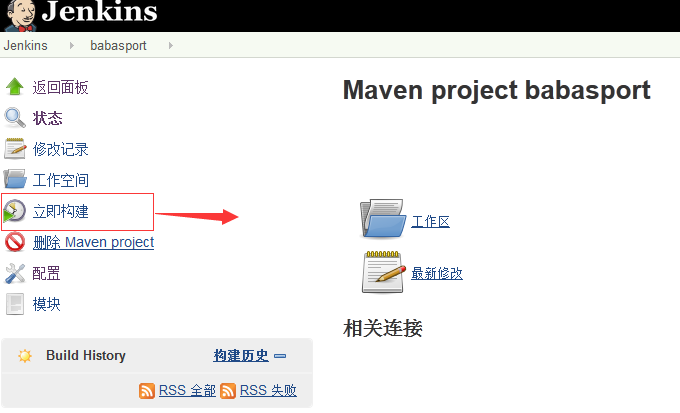 Jenkins
Jenkins babasport
返回面板
状态
修改记录
工作空间
立即构建
删除 Maven project
配置
模块
Build History 构建历史
RSS 全部 RSS 失败
Maven project babasport
工作区
最新修改
相关连接